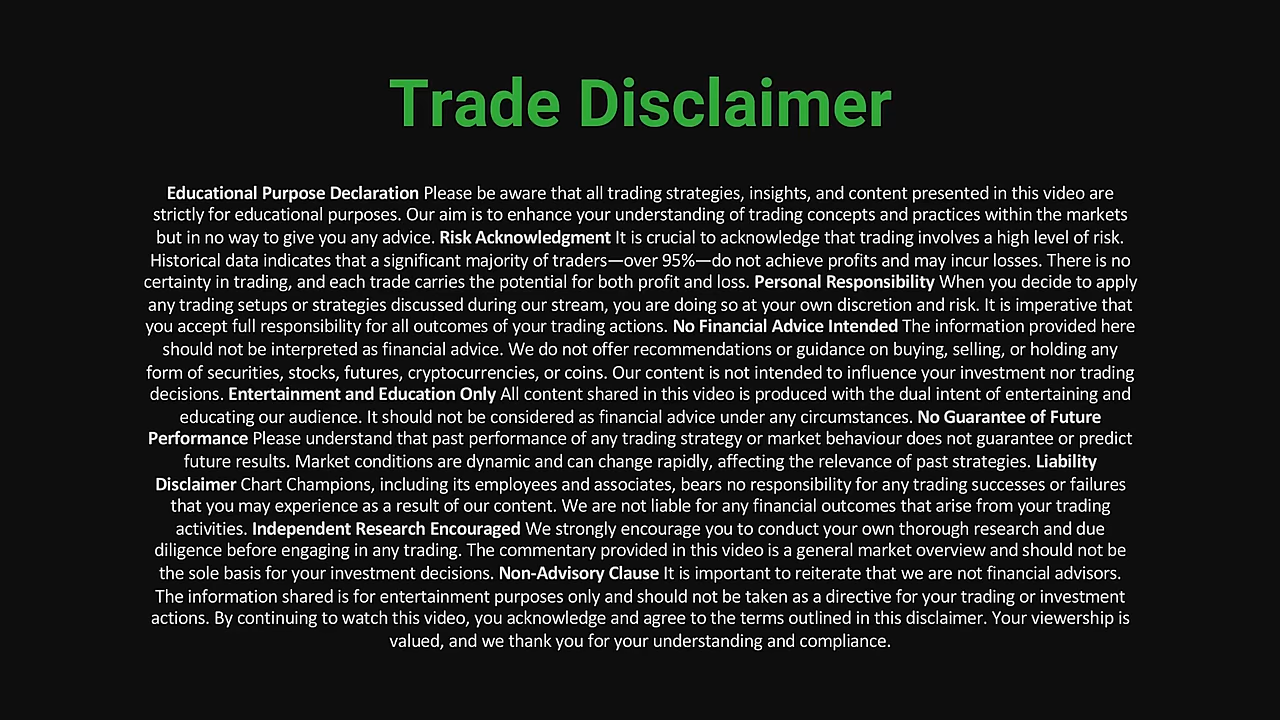 Trade Disclaimer
Educational Purpose Declaration Please be aware that all trading strategies, insights, and content presented in this video are
strictly for educational purposes. Our aim is to enhance your understanding of trading concepts and practices within the markets
but in no way to give you any advice. Risk Acknowledgment It is crucial to acknowledge that trading involves a high level of risk.
Historical data indicates that a significant majority of traders—over 95%—do not achieve profits and may incur losses. There is no
certainty in trading, and each trade carries the potential for both profit and loss. Personal Responsibility When you decide to apply
any trading setups or strategies discussed during our stream, you are doing so at your own discretion and risk. It is imperative that
you accept full responsibility for all outcomes of your trading actions. No Financial Advice Intended The information provided here
should not be interpreted as financial advice. We do not offer recommendations or guidance on buying, selling, or holding any
form of securities, stocks, futures, cryptocurrencies, or coins. Our content is not intended to influence your investment nor trading
decisions. Entertainment and Education Only All content shared in this video is produced with the dual intent of entertaining and
educating our audience. It should not be considered as financial advice under any circumstances. No Guarantee of Future
Performance Please understand that past performance of any trading strategy or market behaviour does not guarantee or predict
future results. Market conditions are dynamic and can change rapidly, affecting the relevance of past strategies. Liability
Disclaimer Chart Champions, including its employees and associates, bears no responsibility for any trading successes or failures
that you may experience as a result of our content. We are not liable for any financial outcomes that arise from your trading
activities. Independent Research Encouraged We strongly encourage you to conduct your own thorough research and due
diligence before engaging in any trading. The commentary provided in this video is a general market overview and should not be
the sole basis for your investment decisions. Non-Advisory Clause It is important to reiterate that we are not financial advisors.
The information shared is for entertainment purposes only and should not be taken as a directive for your trading or investment
actions. By continuing to watch this video, you acknowledge and agree to the terms outlined in this disclaimer. Your viewership is
valued, and we thank you for your understanding and compliance.